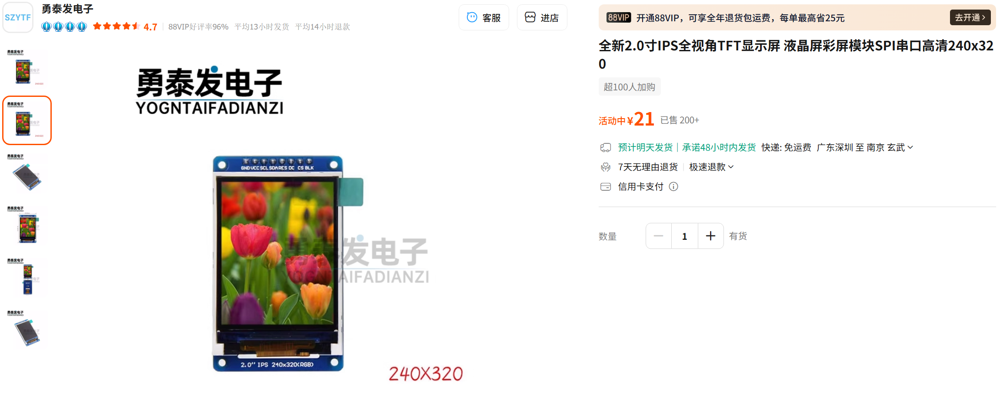 SZYTF
勇泰发电子
4.7
88VIP好评率96%
平均13小时发货
平均14小时退款
客服
进店
勇泰发电子
YOGNTAIFADIANZI
GND VCC SCL SDA RES DC CS BLK
勇泰发电子
YOGNTAIFADIANZI
2.0" IPS 240x320(RGB)
240X320
88VIP 开通88VIP，可享全年退货包运费，每单最高省25元
去开通
全新2.0寸IPS全视角TFT显示屏 液晶屏彩屏模块SPI串口高清240x32
0
超100人加购
活动中 ¥21 已售 200+
预计明天发货 | 承诺48小时内发货 快递: 免运费 广东深圳 至 南京 玄武
7天无理由退货 | 极速退款
信用卡支付
数量
1
有货